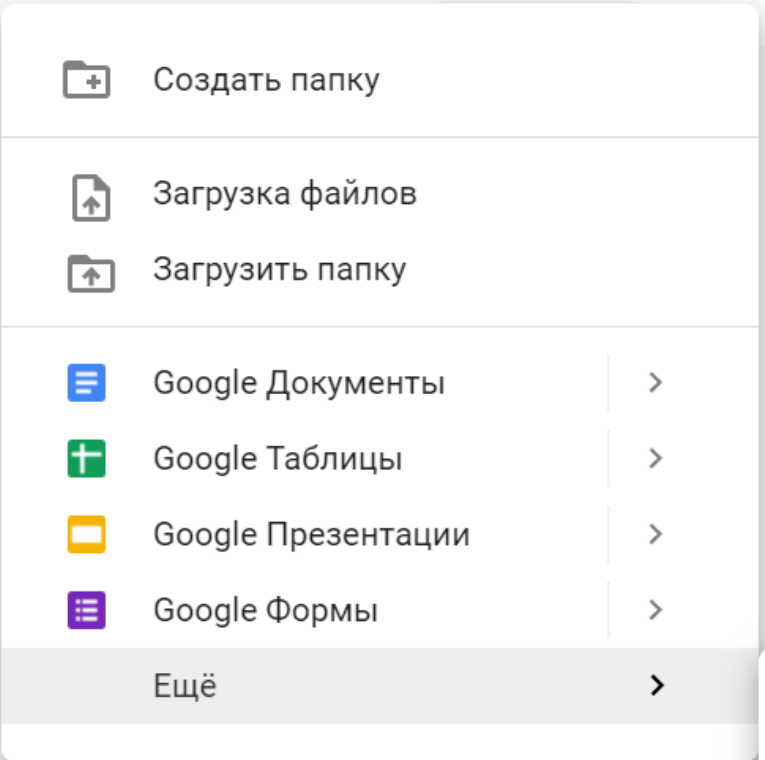 Создать папку
Загрузка файлов
Загрузить папку
Google Документы
Google Таблицы
Google Презентации
Google Формы
Ещё